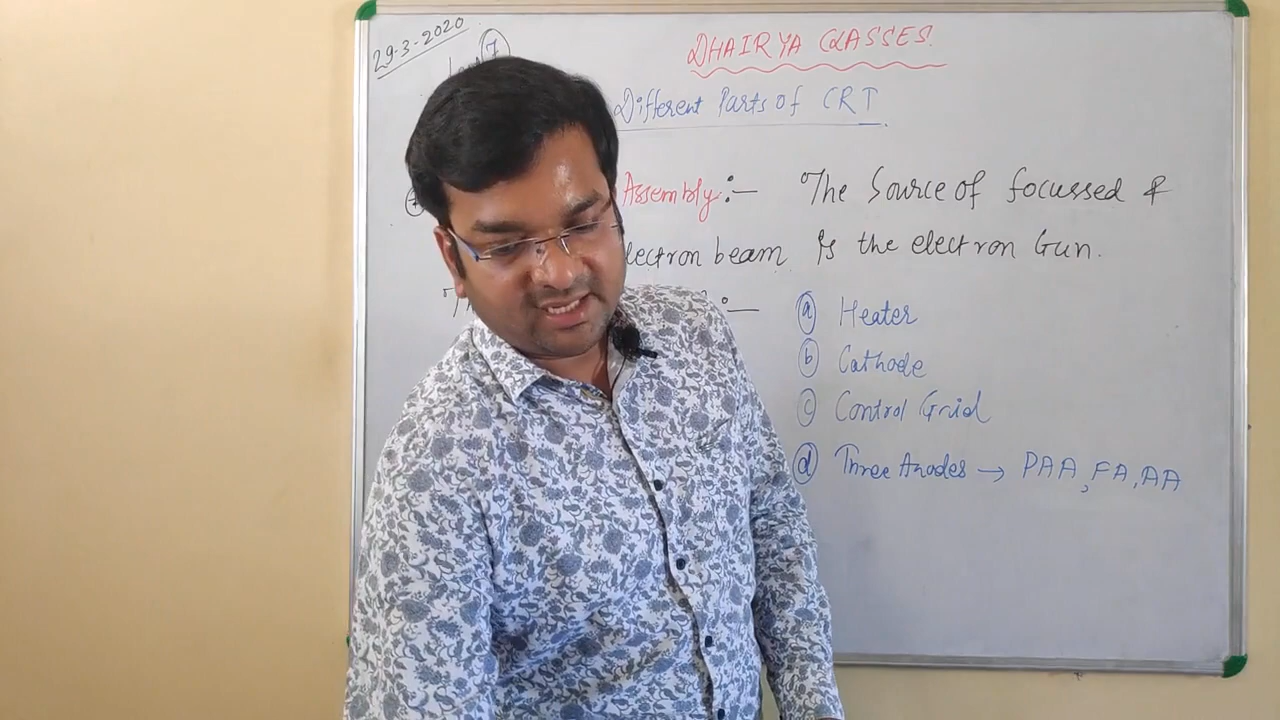 29-3-2020
7
DHAIRYA CLASSES.
Different Parts of CRT
Assembly :- The Source of focussed &
lectron beam is the electron Gun.
:-
(a) Heater
(b) Cathode
(c) Control Grid
(d) Three Anodes → PAA, FA, AA